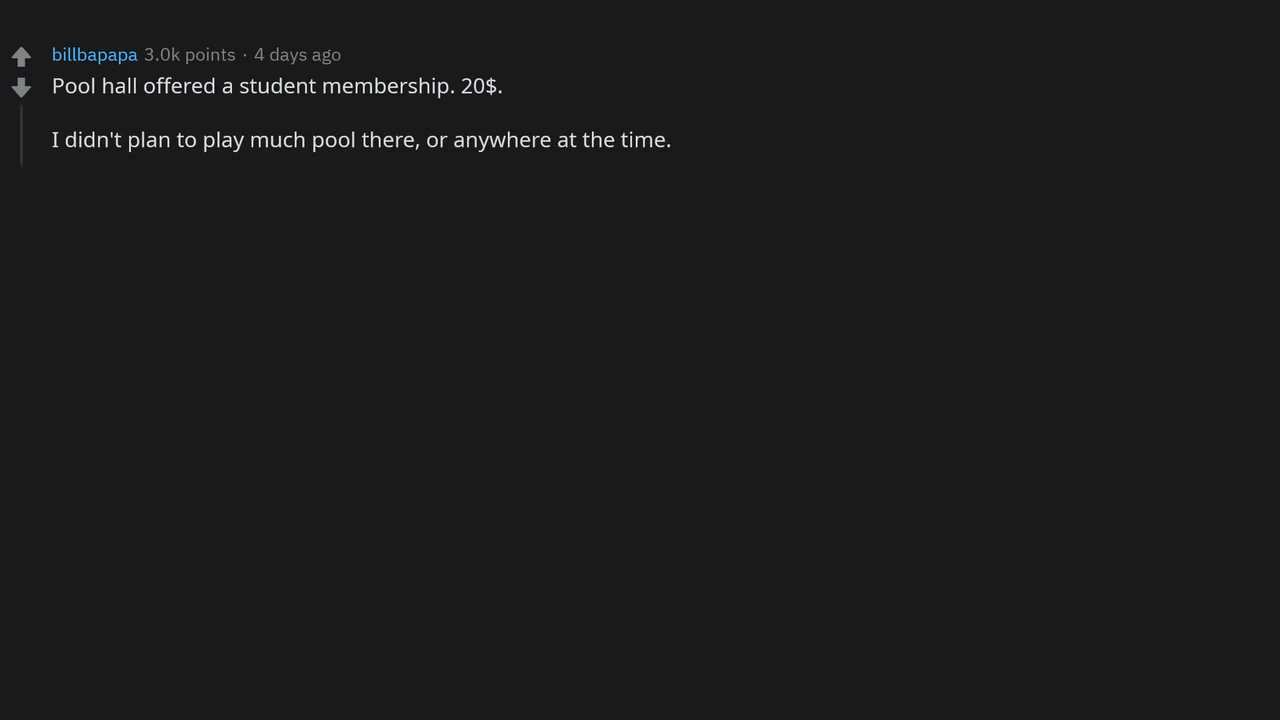 billbapapa 3.0k points · 4 days ago
Pool hall offered a student membership. 20$.
I didn't plan to play much pool there, or anywhere at the time.